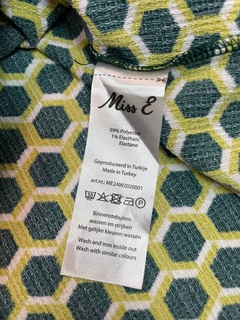 Miss E
99% Polyester
1% Elasthan/
Elastane
Geproduceerd in Turkije
Made in Turkey
art.nr.: ME2AW2020001
Binnenstebuiten
wassen en strijken
Met gelijke kleuren wassen
Wash and iron inside out
Wash with similar colours